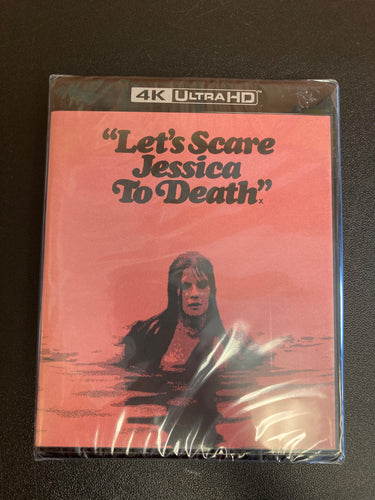 4K ULTRA HD
“Let's Scare
Jessica
To Death”
x